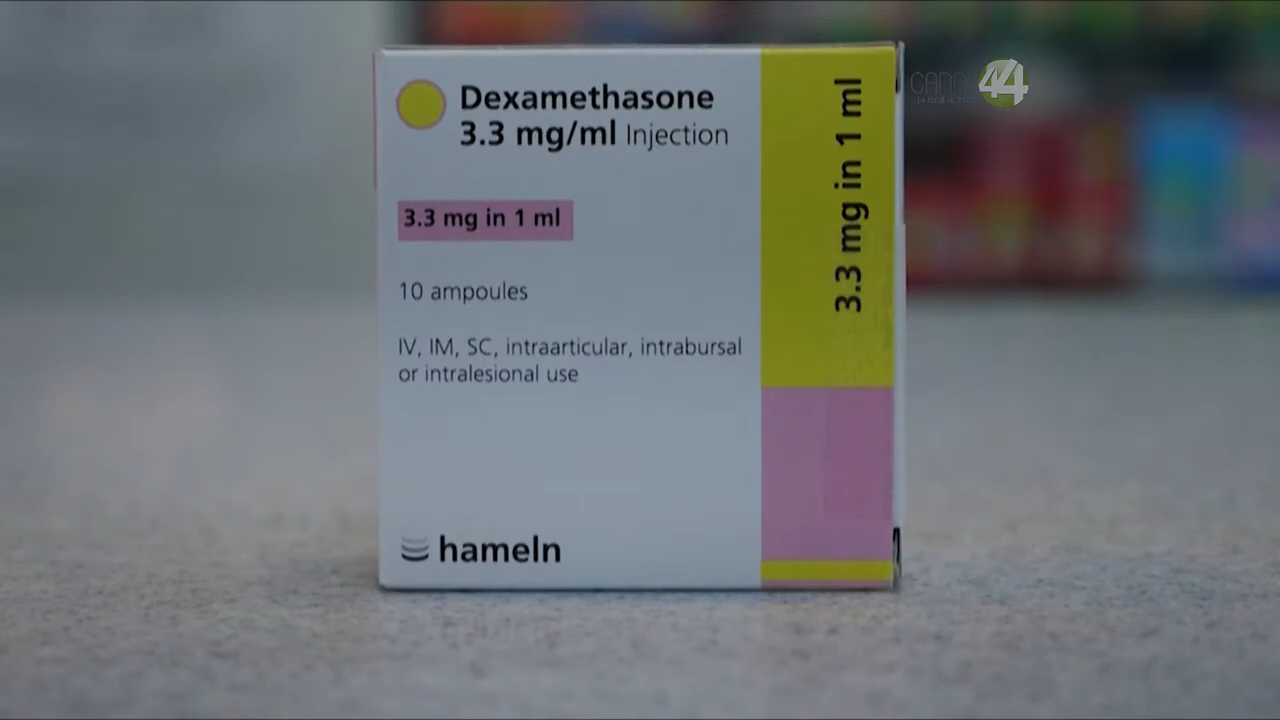 Dexamethasone
3.3 mg/ml Injection
3.3 mg in 1 ml
10 ampoules
IV, IM, SC, intraarticular, intrabursal
or intralesional use
hameln
3.3 mg in 1 ml
44